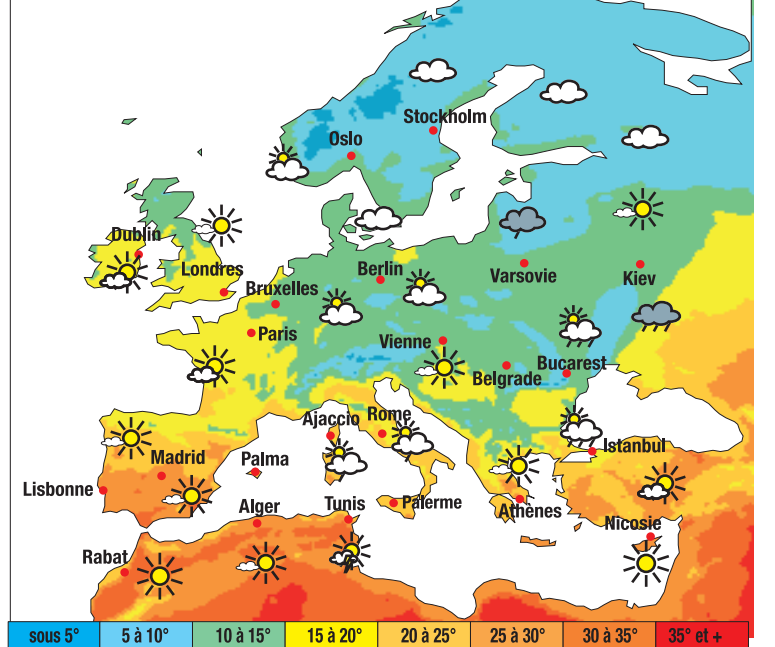 Stockholm
Oslo
Dublin
Londres
Berlin
Varsovie
Kiev
Bruxelles
Paris
Vienne
Belgrade
Bucarest
Ajaccio
Rome
Istanbul
Madrid
Palma
Lisbonne
Alger
Tunis
Palerme
Athènes
Nicosie
Rabat
sous 5° 5 à 10° 10 à 15° 15 à 20° 20 à 25° 25 à 30° 30 à 35° 35° et +